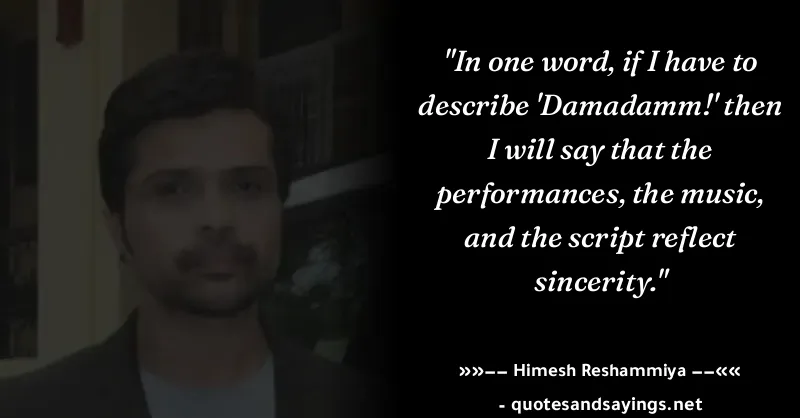 "In one word, if I have to
describe 'Damadamm!' then
I will say that the
performances, the music,
and the script reflect
sincerity."
»»−− Himesh Reshammiya −−««
- quotesandsayings.net